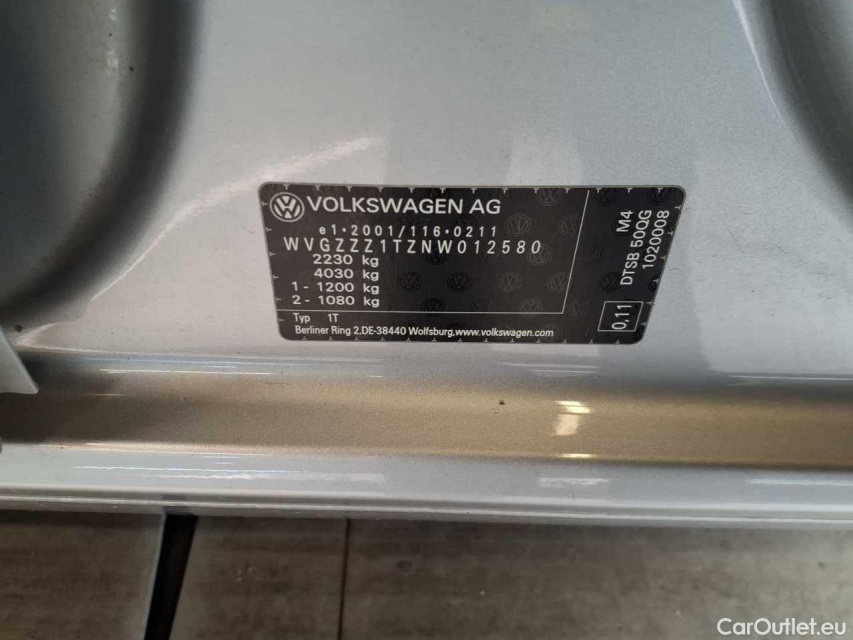 VOLKSWAGEN AG
e1*2001/116*0211
WVGZZZ1TZNW012580
2230 kg
4030 kg
1 - 1200 kg
2 - 1080 kg
Typ 1T
Berliner Ring 2,DE-38440 Wolfsburg,www.volkswagen.com
M4
DTSB 500G
1020008
0,11
CarOutlet.eu